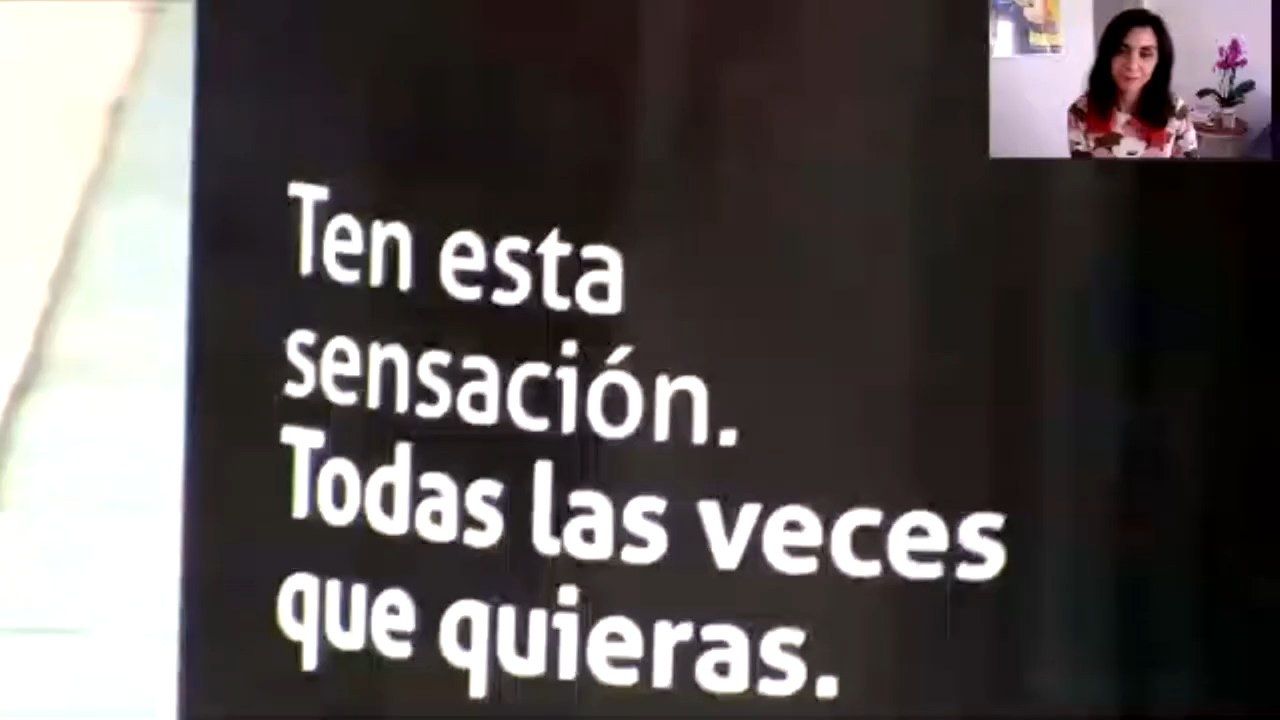 Ten esta
sensación.
Todas las veces
que quieras.